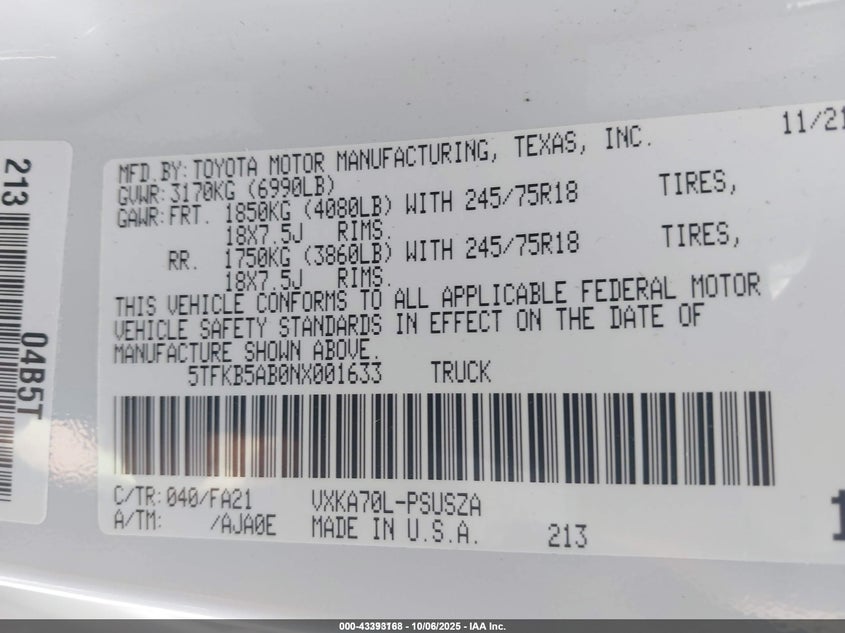 11/21
MFD.BY: TOYOTA MOTOR MANUFACTURING, TEXAS, INC.
GVWR: 3170KG (6990LB)
GAWR: FRT. 1850KG (4080LB) WITH 245/75R18 TIRES,
18X7.5J RIMS.
RR. 1750KG (3860LB) WITH 245/75R18 TIRES,
18X7.5J RIMS.
THIS VEHICLE CONFORMS TO ALL APPLICABLE FEDERAL MOTOR
VEHICLE SAFETY STANDARDS IN EFFECT ON THE DATE OF
MANUFACTURE SHOWN ABOVE.
5TFKB5AB0NX001633 TRUCK
C/TR: 040/FA21 VXKA70L-PSUSZA
A/TM: /AJA0E MADE IN U.S.A. 213
213
04B5T
000-43393168 - 10/06/2025 - IAA Inc.